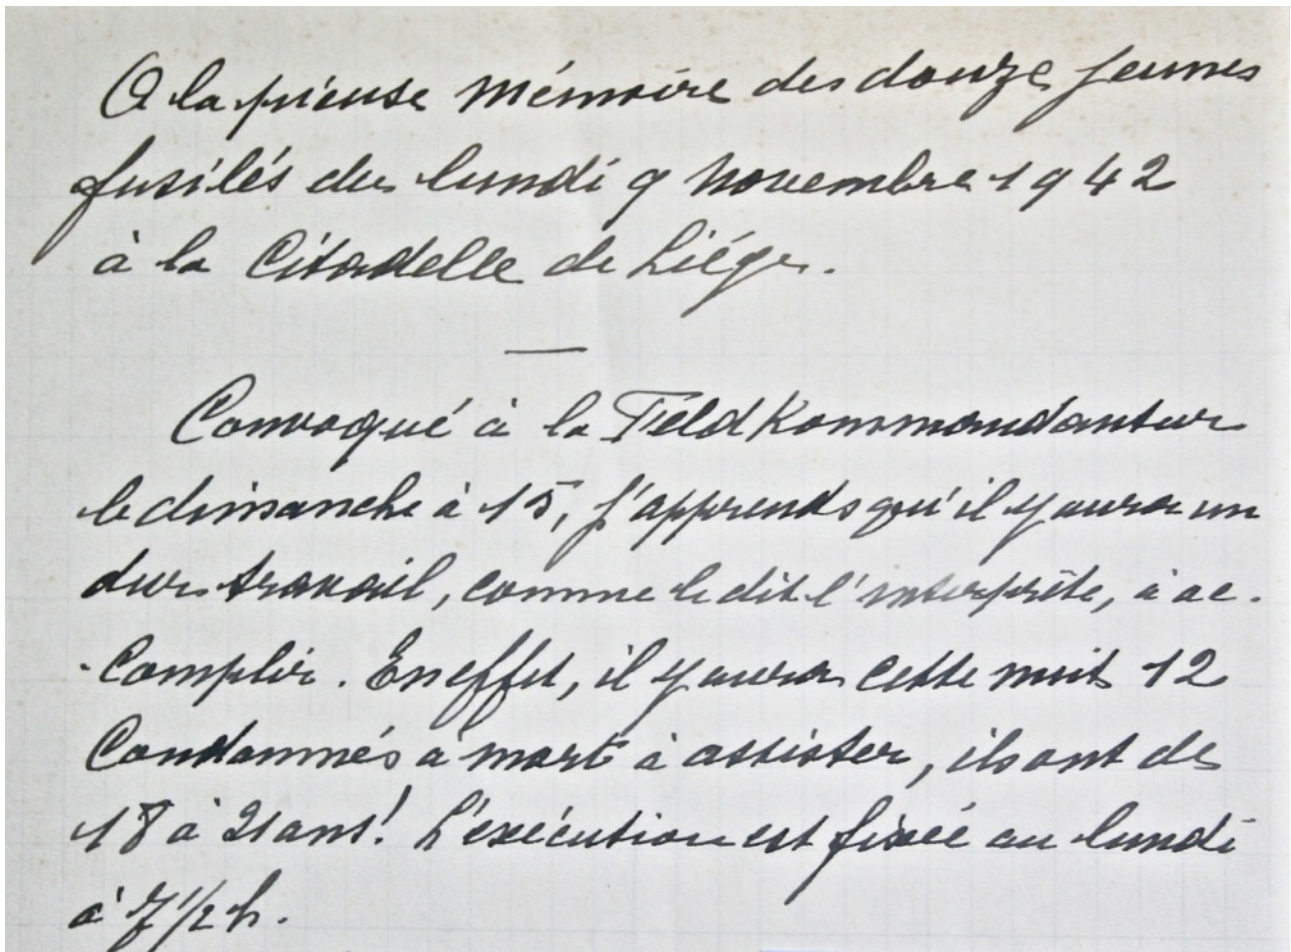 A la pieuse mémoire des douze jeunes
fusilés du lundi 9 novembre 1942
à la Citadelle de Liége.
—
Convoqué à la Feldkommandantur
le dimanche à 15, j'apprends qu'il y aura un
dur travail, comme le dit l'interprète, à ac-
-complir. En effet, il y aura cette nuit 12
Condamnés à mort à assister, ils ont de
18 à 21 ans! L'exécution est fixée au lundi
à 7 1/2 h.